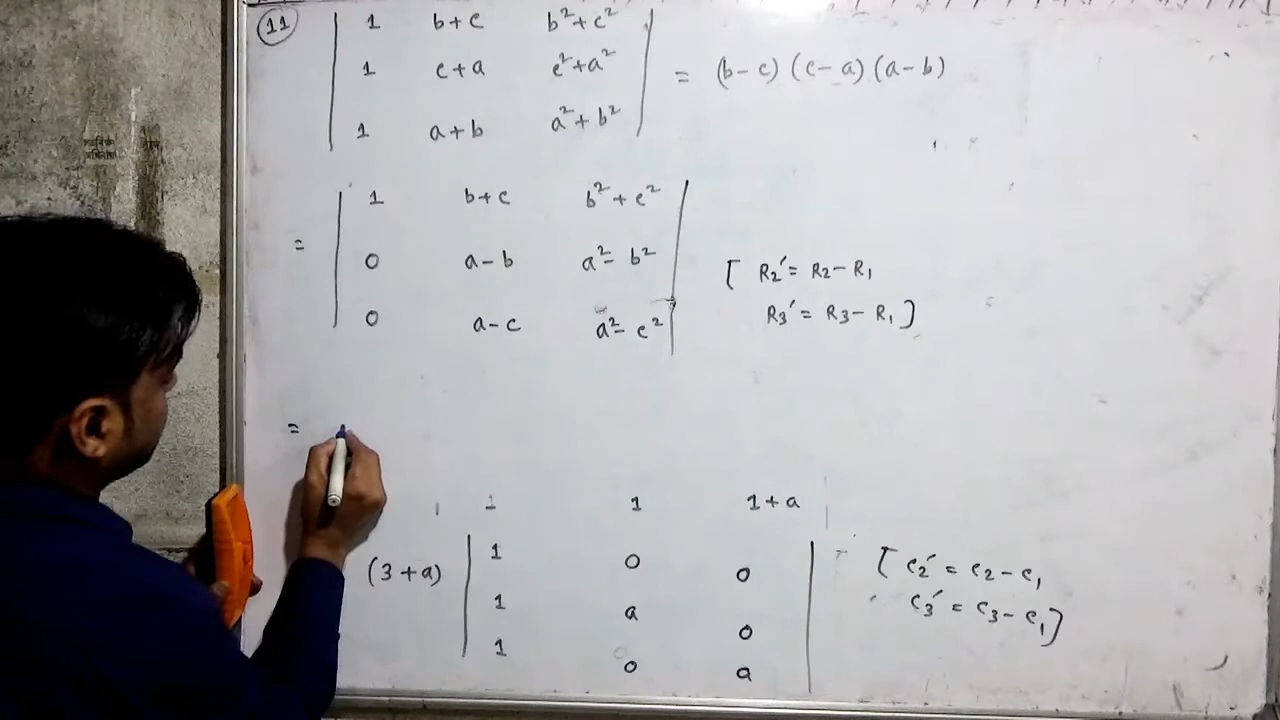 (11) | 1 b+c b²+c² |
| 1 c+a c²+a² | = (b-c) (c-a) (a-b)
| 1 a+b a²+b² |
| 1 b+c b²+c² |
= | 0 a-b a²-b² | [ R₂' = R₂-R₁
| 0 a-c a²-c² | R₃' = R₃-R₁ ]
=
1 1 1+a
(3+a) | 1 0 0 | [ c₂' = c₂-c₁
| 1 a 0 | c₃' = c₃-c₁ ]
| 1 0 a |